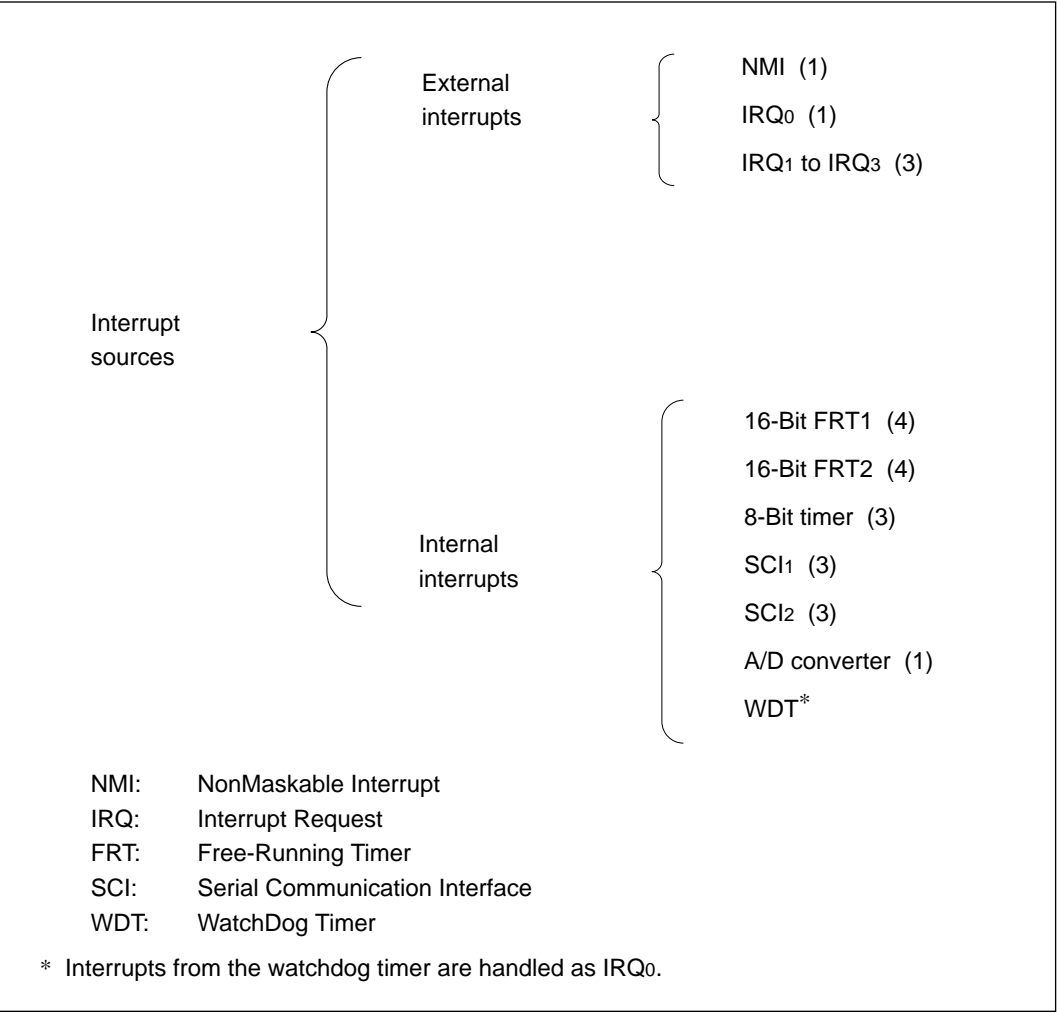 External
interrupts
NMI (1)
IRQ0 (1)
IRQ1 to IRQ3 (3)
Interrupt
sources
Internal
interrupts
16-Bit FRT1 (4)
16-Bit FRT2 (4)
8-Bit timer (3)
SCI1 (3)
SCI2 (3)
A/D converter (1)
WDT*
NMI: NonMaskable Interrupt
IRQ: Interrupt Request
FRT: Free-Running Timer
SCI: Serial Communication Interface
WDT: WatchDog Timer
* Interrupts from the watchdog timer are handled as IRQ0.